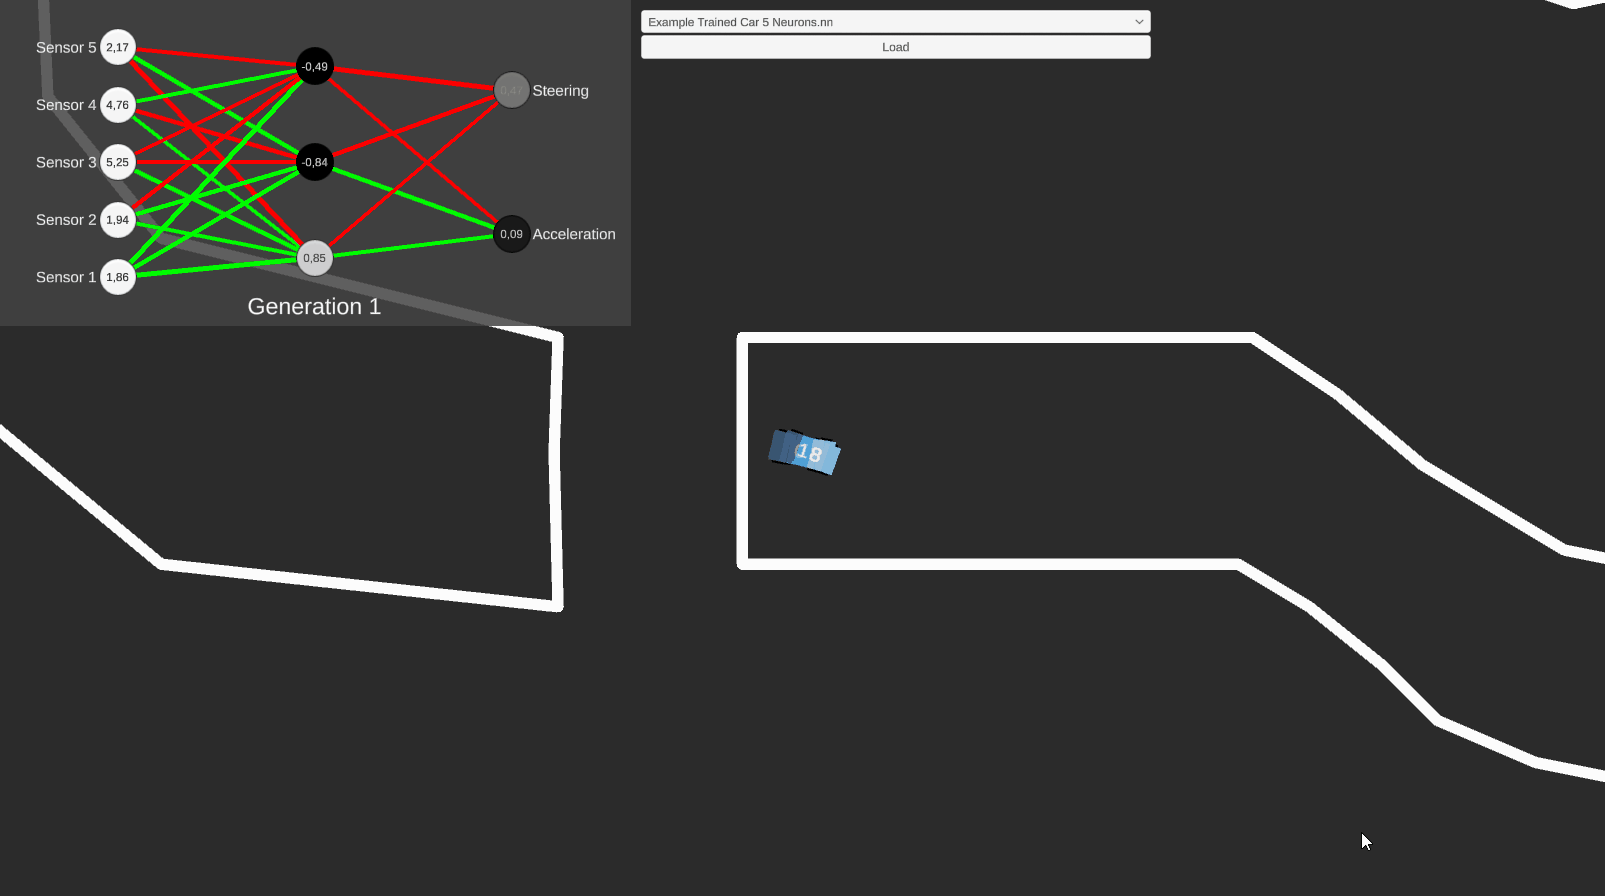 Example Trained Car 5 Neurons.nn
Load
Sensor 5 2,17
Sensor 4 4,76
Sensor 3 5,25
Sensor 2 1,94
Sensor 1 1,86
-0,49
-0,84
0,85
0,47 Steering
0,09 Acceleration
Generation 1
18